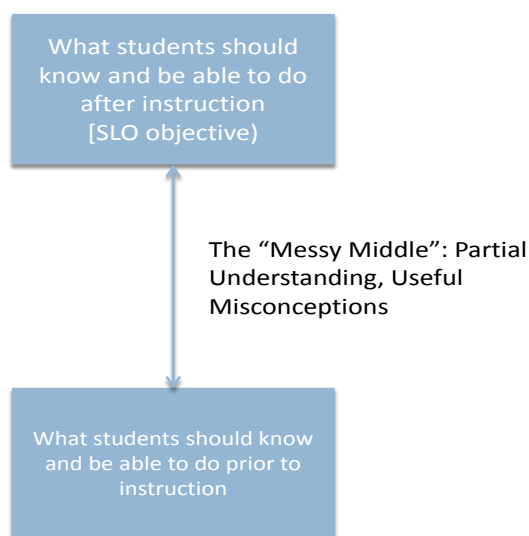 What students should
know and be able to do
after instruction
[SLO objective)
The “Messy Middle”: Partial
Understanding, Useful
Misconceptions
What students should know
and be able to do prior to
instruction